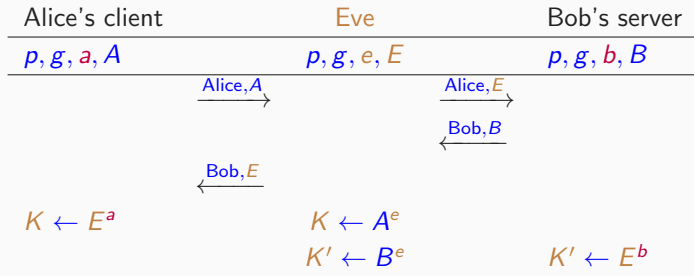 Alice's client Eve Bob's server
p, g, a, A p, g, e, E p, g, b, B
Alice,A Alice,E
Bob,B
Bob,E
K ← E^a K ← A^e
K′ ← B^e K′ ← E^b